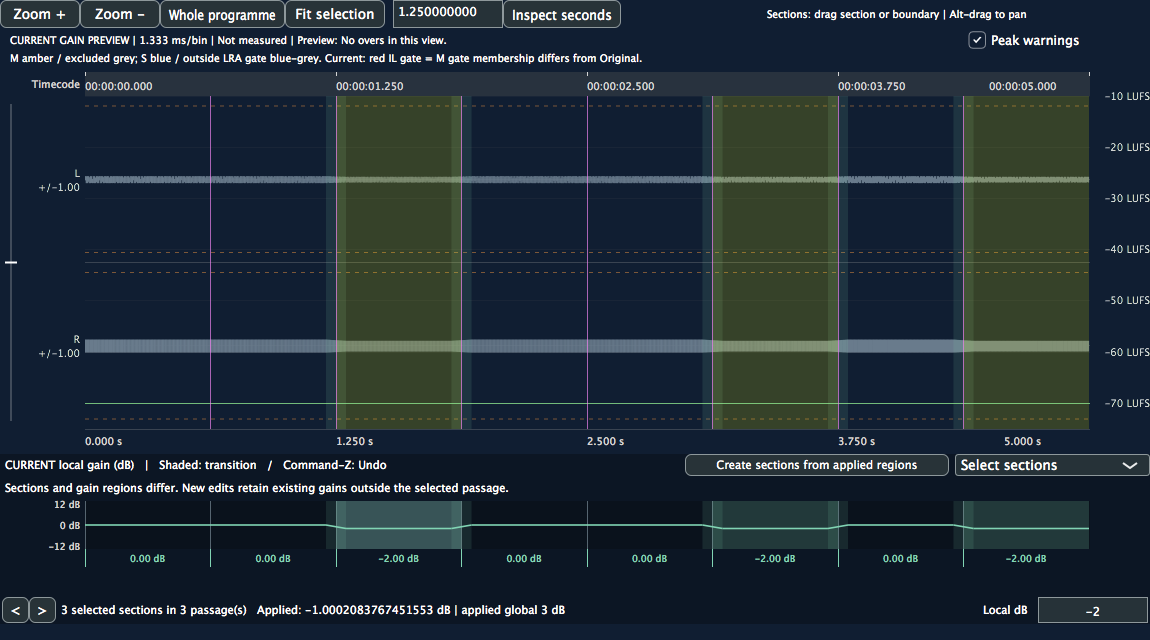 Zoom + Zoom − Whole programme Fit selection 1.250000000 Inspect seconds Sections: drag section or boundary | Alt-drag to pan
CURRENT GAIN PREVIEW | 1.333 ms/bin | Not measured | Preview: No overs in this view. Peak warnings
M amber / excluded grey; S blue / outside LRA gate blue-grey. Current: red IL gate = M gate membership differs from Original.
Timecode 00:00:00.000 00:00:01.250 00:00:02.500 00:00:03.750 00:00:05.000
−10 LUFS
−20 LUFS
L
+/−1.00
−30 LUFS
−40 LUFS
−50 LUFS
R
+/−1.00 −60 LUFS
−70 LUFS
0.000 s 1.250 s 2.500 s 3.750 s 5.000 s
CURRENT local gain (dB) | Shaded: transition / Command-Z: Undo Create sections from applied regions Select sections
Sections and gain regions differ. New edits retain existing gains outside the selected passage.
12 dB
0 dB
−12 dB
0.00 dB 0.00 dB −2.00 dB 0.00 dB 0.00 dB −2.00 dB 0.00 dB −2.00 dB
< > 3 selected sections in 3 passage(s) Applied: −1.0002083767451553 dB | applied global 3 dB Local dB −2